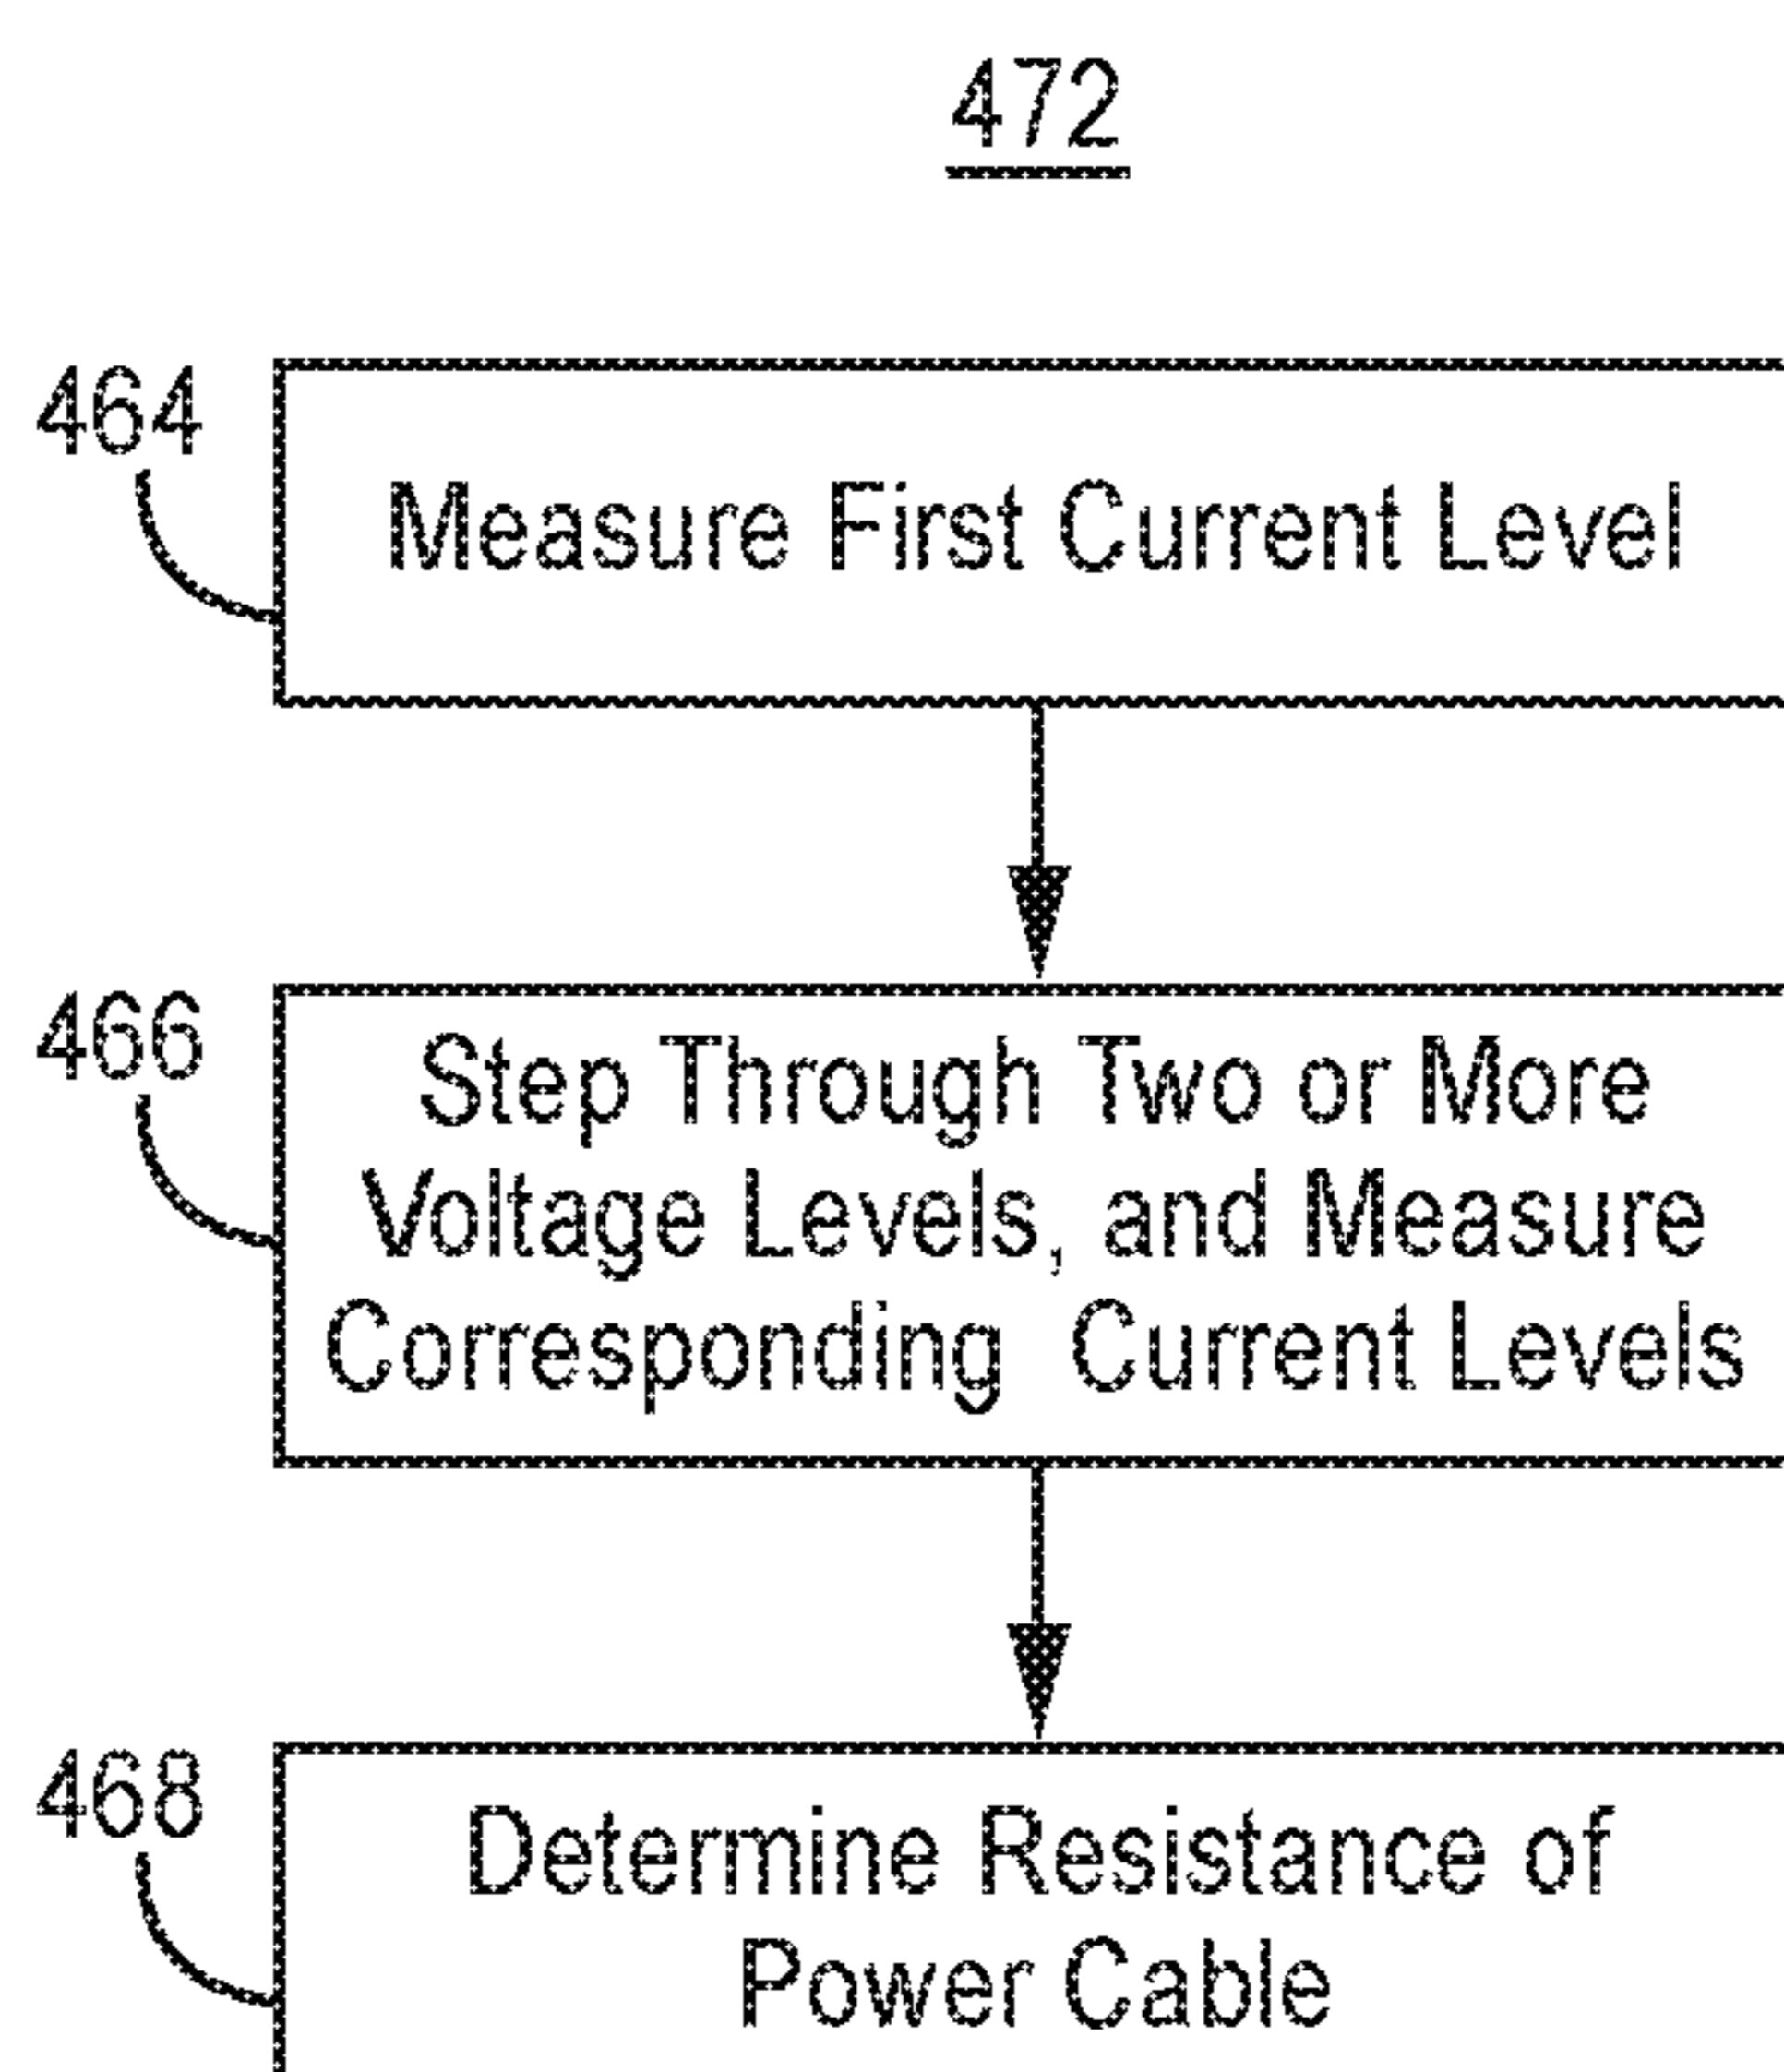 472
464
Measure First Current Level
466
Step Through Two or More
Voltage Levels, and Measure
Corresponding Current Levels
468
Determine Resistance of
Power Cable